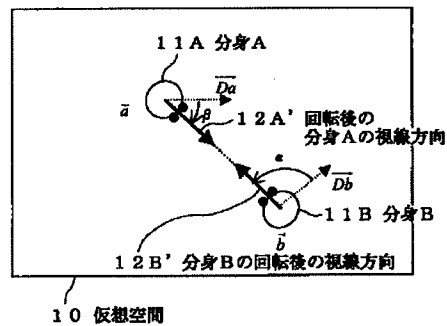 11A 分身A
a
Da
β
12A' 回転後の
分身Aの視線方向
α
Db
11B 分身B
b
12B' 分身Bの回転後の視線方向
10 仮想空間